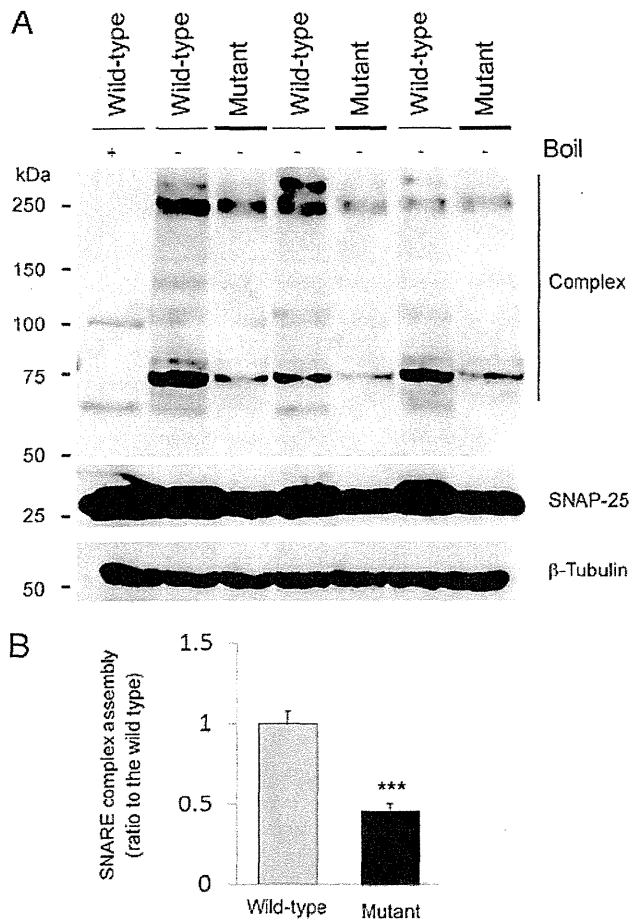 A
Wild-type
Wild-type
Mutant
Wild-type
Mutant
Wild-type
Mutant
+ - - - - - - Boil
kDa
250
150
100
75
50
25
50
Complex
SNAP-25
β-Tubulin
B
SNARE complex assembly
(ratio to the wild type)
1.5
1
0.5
0
***
Wild-type Mutant